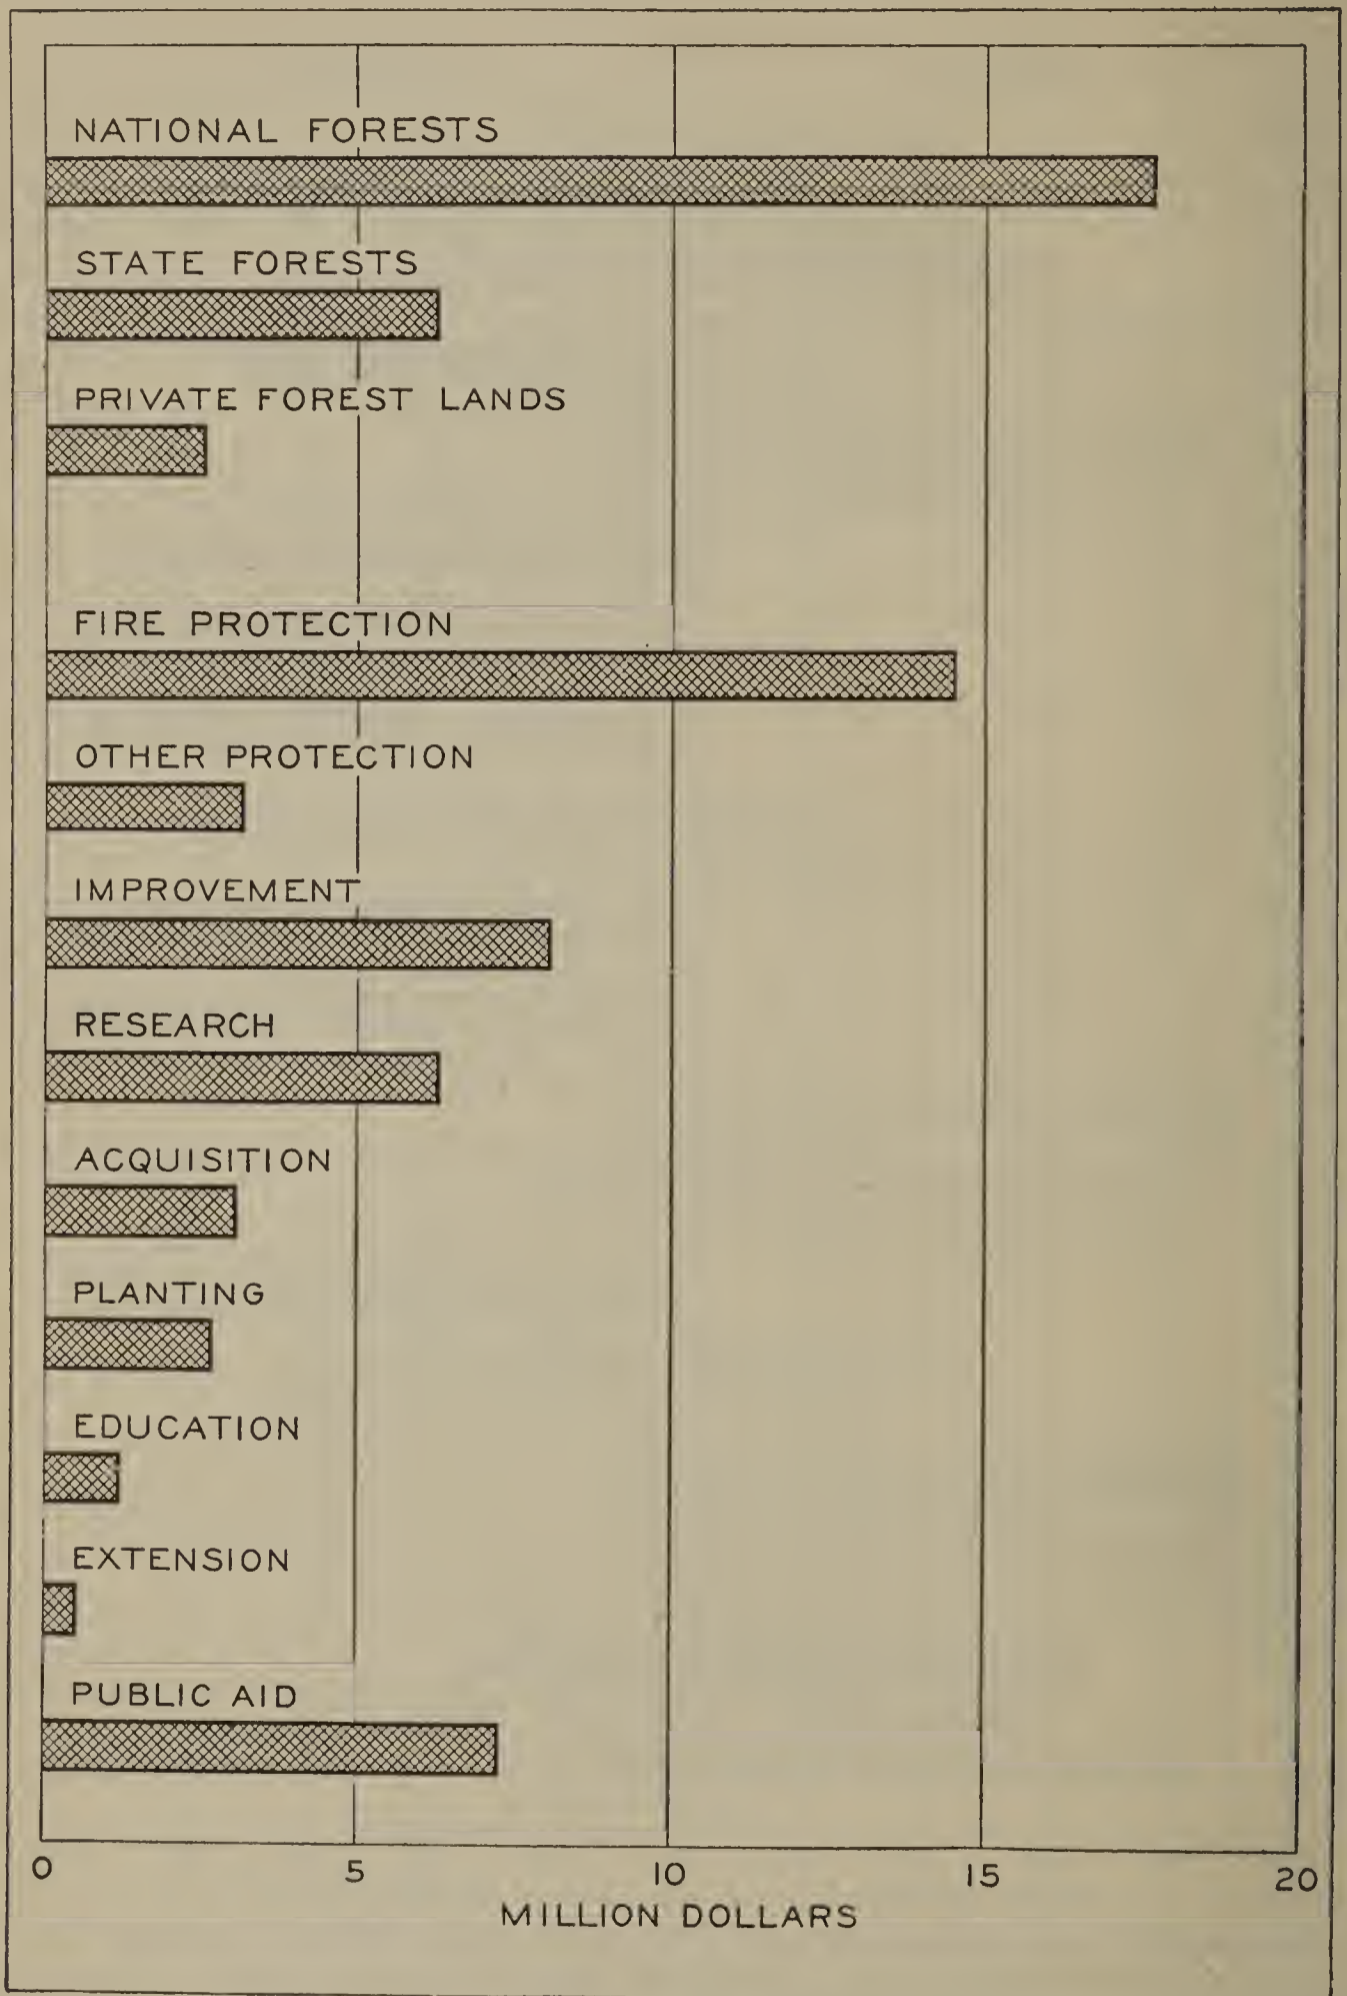 NATIONAL FORESTS
STATE FORESTS
PRIVATE FOREST LANDS
FIRE PROTECTION
OTHER PROTECTION
IMPROVEMENT
RESEARCH
ACQUISITION
PLANTING
EDUCATION
EXTENSION
PUBLIC AID
0 5 10 15 20
MILLION DOLLARS